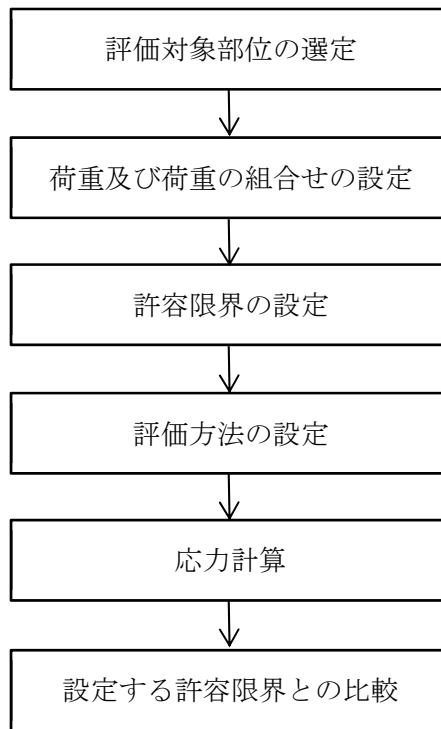 評価対象部位の選定
荷重及び荷重の組合せの設定
許容限界の設定
評価方法の設定
応力計算
設定する許容限界との比較